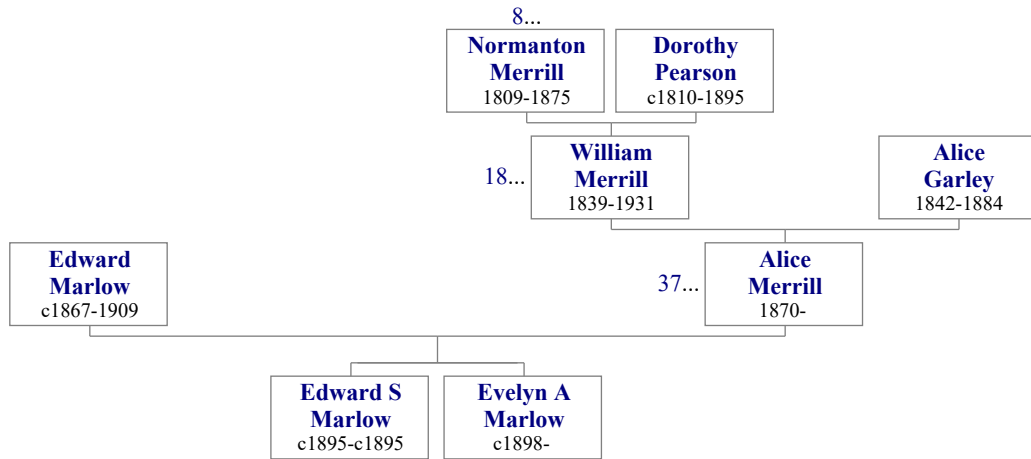 8...
Normanton
Merrill
1809-1875
Dorothy
Pearson
c1810-1895
18...
William
Merrill
1839-1931
Alice
Garley
1842-1884
Edward
Marlow
c1867-1909
37...
Alice
Merrill
1870-
Edward S
Marlow
c1895-c1895
Evelyn A
Marlow
c1898-